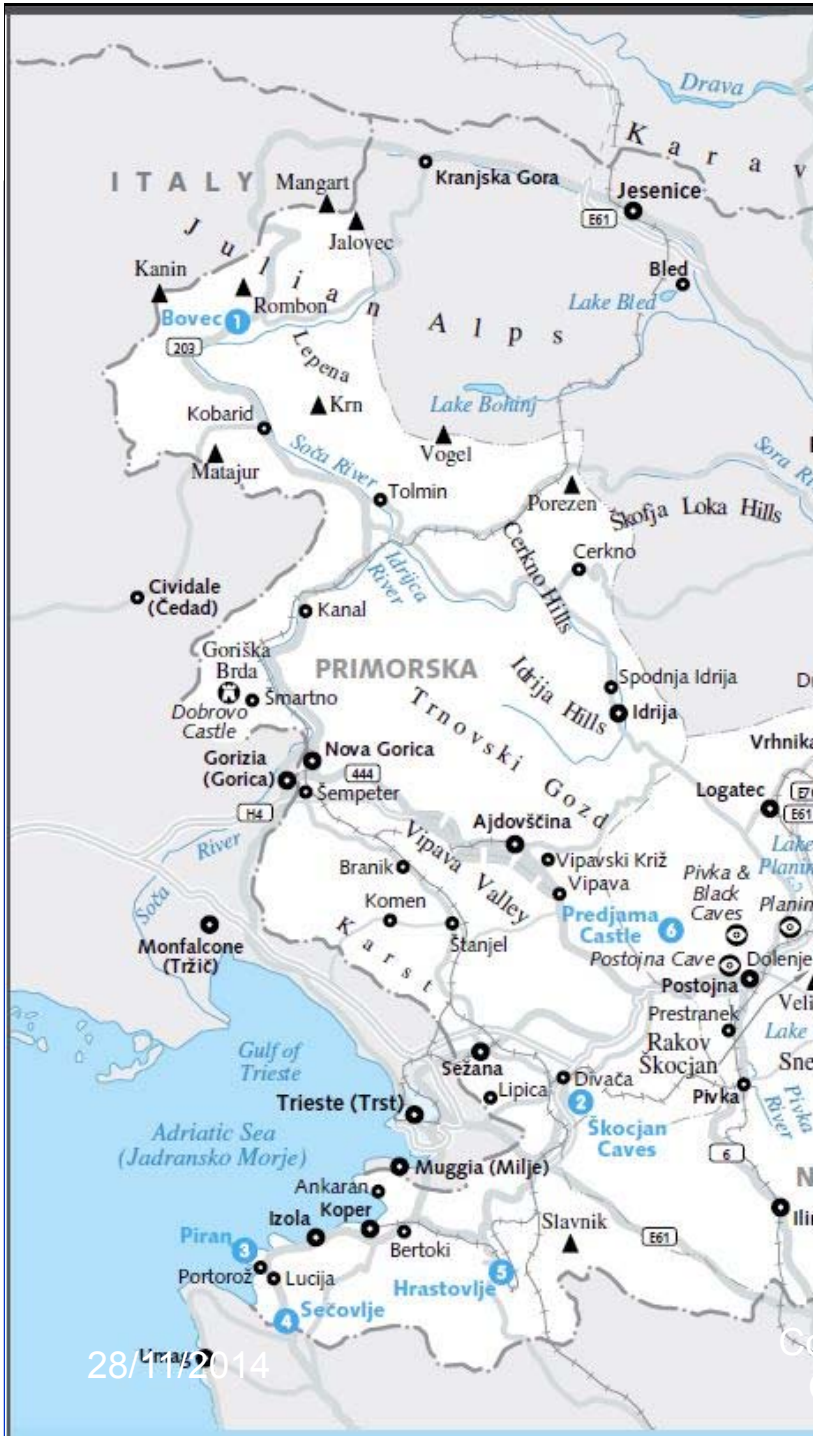 Drava
K a r a v
ITALY
Mangart
Kranjska Gora
Jesenice
E61
Jalovec
Julian Alps
Kanin
Bled
Rombon
Lake Bled
Bovec 1
203
Lepena
Krn
Lake Bohinj
Kobarid
Vogel
Soča River
Matajur
Sora
Tolmin
Porezen
Škofja Loka Hills
Cerkno Hills
Cerkno
Idrijca
River
Cividale
(Čedad)
Kanal
Goriška
Brda
PRIMORSKA
Idrija Hills
Spodnja Idrija
Šmartno
Dobrovo
Castle
Idrija
Trnovski Gozd
Vrhnika
Nova Gorica
Gorizia
(Gorica)
444
Logatec
E61
Šempeter
H4
Ajdovščina
Lake
River
Vipava Valley
Branik
Vipavski Križ
Pivka &
Black
Caves
Vipava
Soča
Komen
Predjama
Castle
6
Štanjel
Monfalcone
(Tržič)
Karst
Postojna Cave
Postojna
Prestranek
Gulf of
Trieste
Sežana
Rakov
Škocjan
Lake
Lipica
Divača
Pivka
Pivka
River
Trieste (Trst)
2
Škocjan
Caves
Adriatic Sea
(Jadransko Morje)
6
Muggia (Milje)
Ankaran
Koper
Izola
Slavnik
Piran 3
Bertoki
E61
Portorož
Lucija
Hrastovlje 5
4 Sečovlje
Umag
28/11/2014